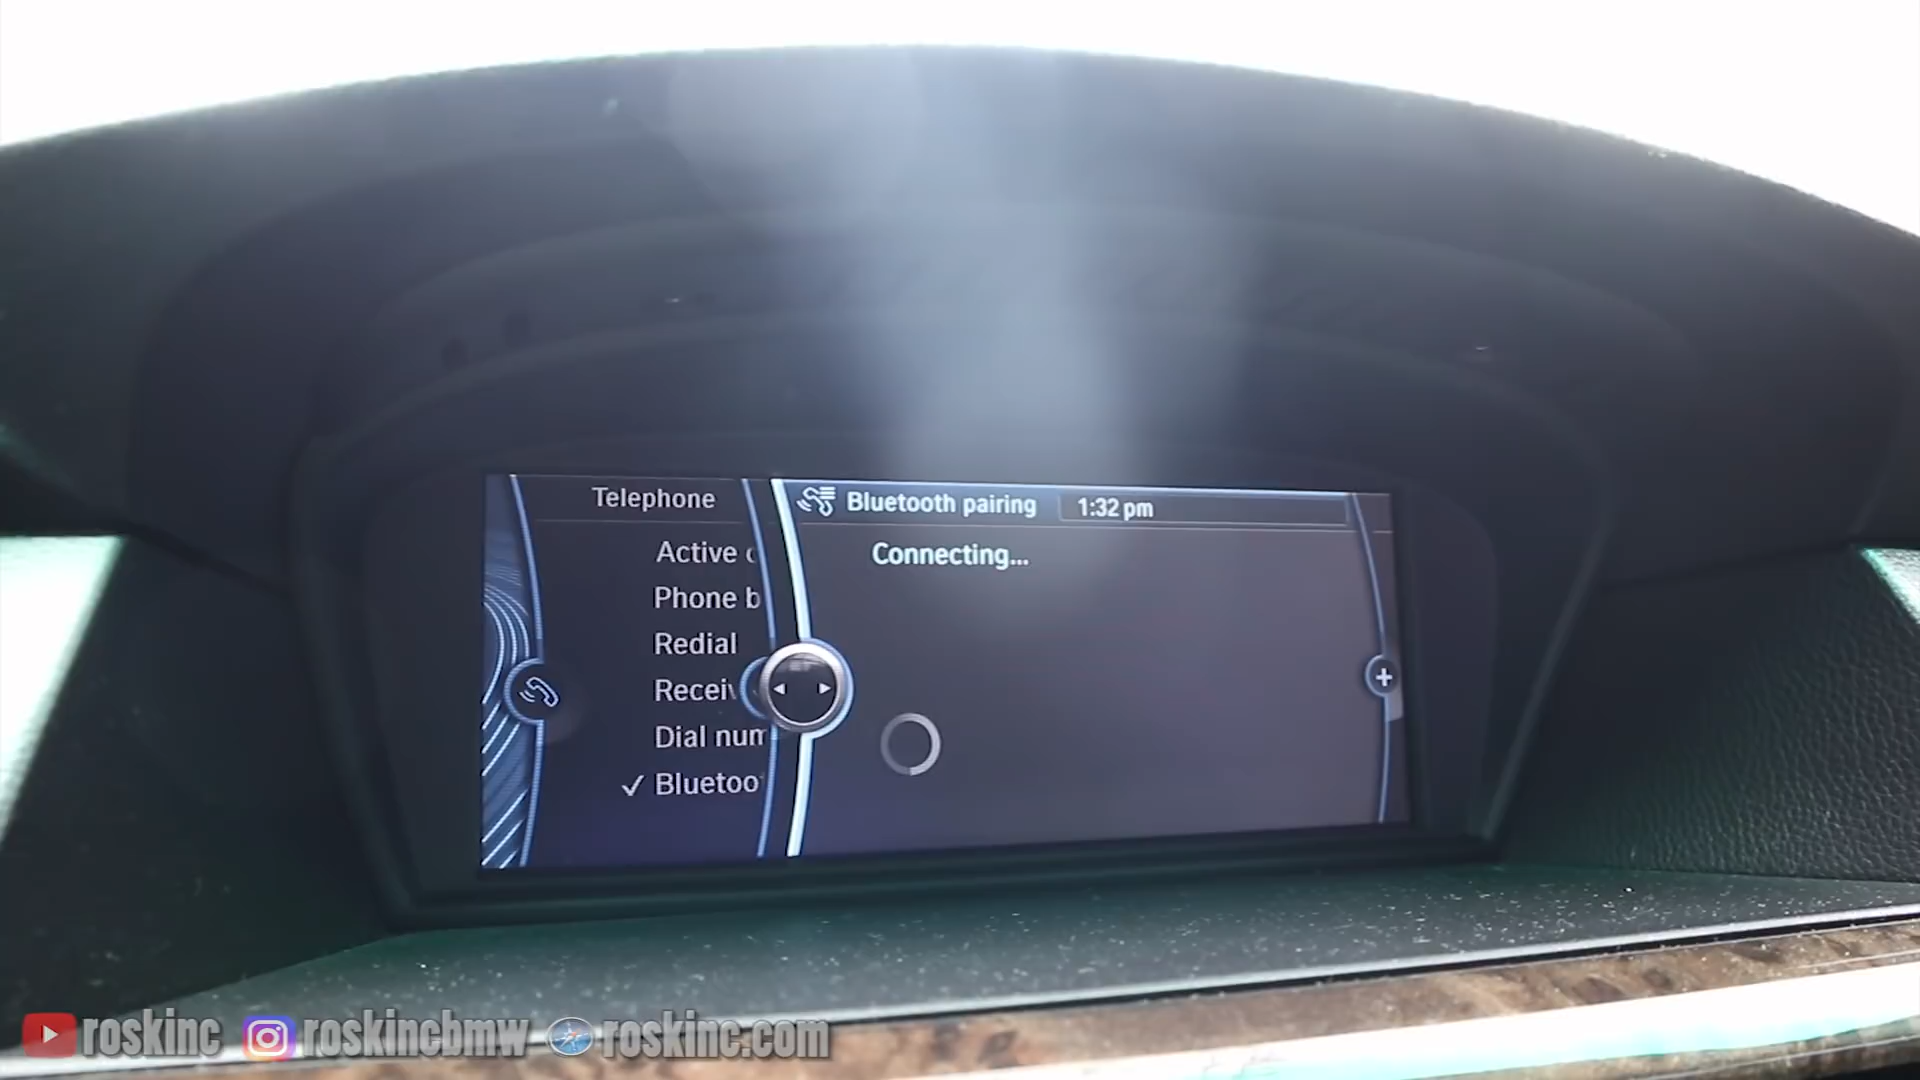 Telephone
Active
Phone b
Redial
Receiv
Dial num
✓ Bluetoo
Bluetooth pairing
1:32 pm
Connecting...
roskinc
roskincbmw
roskinc.com